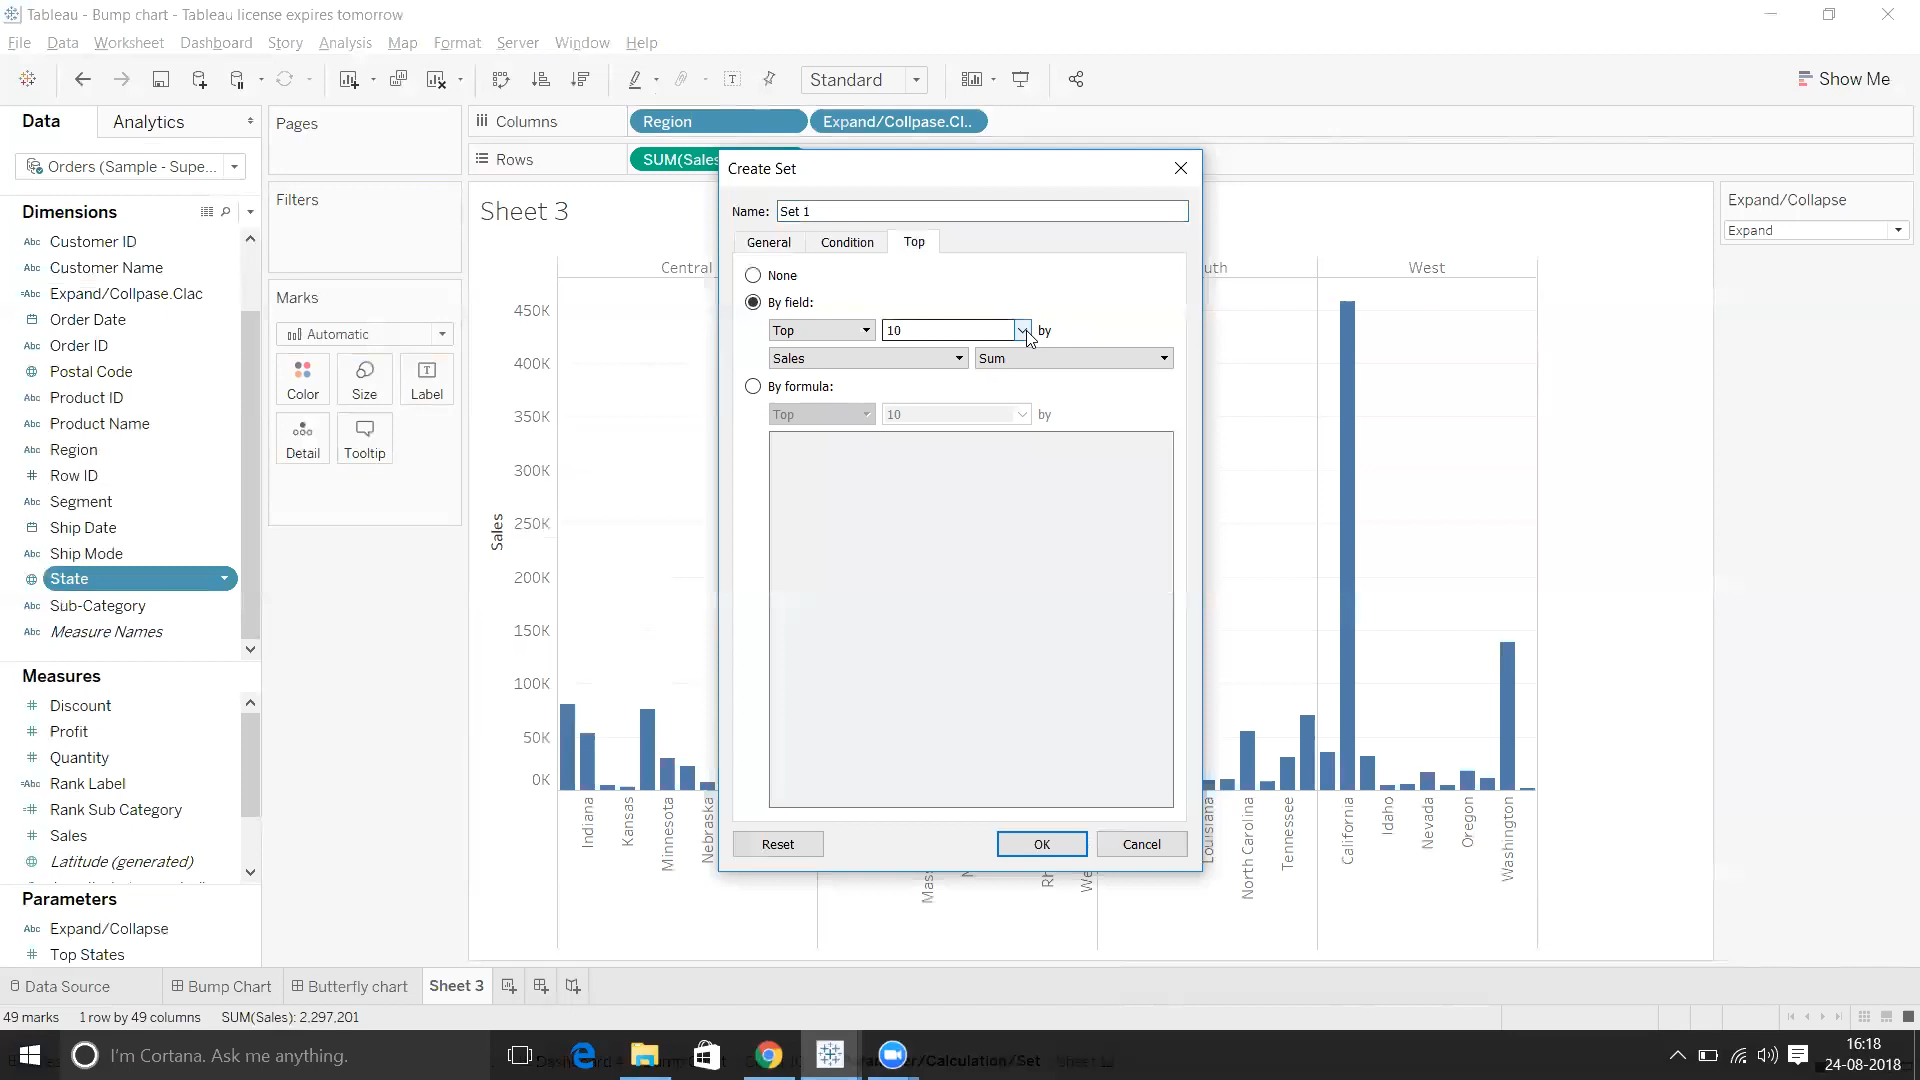 Tableau - Bump chart - Tableau license expires tomorrow
File Data Worksheet Dashboard Story Analysis Map Format Server Window Help
Standard
Show Me
Data
Analytics
Pages
Columns
Region
Expand/Collpase.Cl..
Orders (Sample - Supe...
Rows
SUM(Sales
Dimensions
Filters
Customer ID
Customer Name
Expand/Collpase.Clac
Order Date
Order ID
Postal Code
Product ID
Product Name
Region
Row ID
Segment
Ship Date
Ship Mode
State
Sub-Category
Measure Names
Measures
Discount
Profit
Quantity
Rank Label
Rank Sub Category
Sales
Latitude (generated)
Parameters
Expand/Collapse
Top States
Marks
Automatic
Color
Size
Label
Detail
Tooltip
Sheet 3
Central
uth
West
Sales
450K
400K
350K
300K
250K
200K
150K
100K
50K
0K
Indiana
Kansas
Minnesota
Nebraska
Mass
Rh
We
Louisiana
North Carolina
Tennessee
California
Idaho
Nevada
Oregon
Washington
Create Set
Name: Set 1
General
Condition
Top
None
By field:
Top
10
by
Sales
Sum
By formula:
Top
10
by
Reset
OK
Cancel
Expand/Collapse
Expand
Data Source
Bump Chart
Butterfly chart
Sheet 3
49 marks
1 row by 49 columns
SUM(Sales): 2,297,201
I'm Cortana. Ask me anything.
16:18
24-08-2018